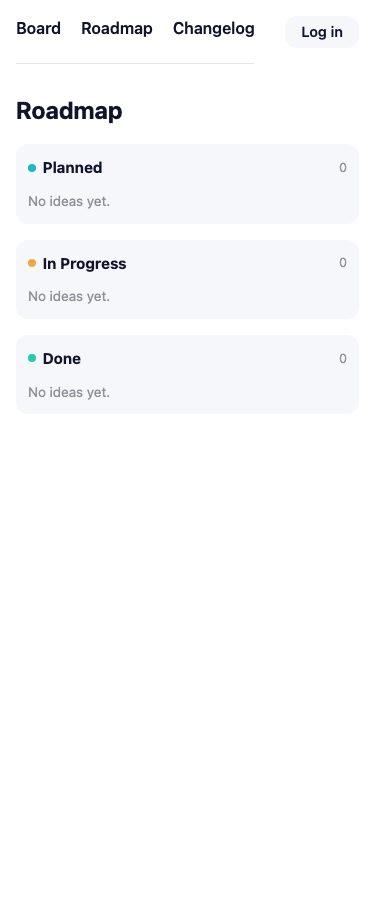 Board Roadmap Changelog Log in
Roadmap
Planned 0
No ideas yet.
In Progress 0
No ideas yet.
Done 0
No ideas yet.